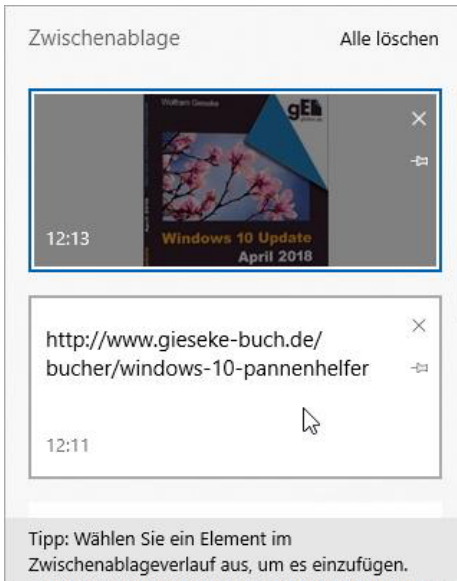 Zwischenablage
Alle löschen
Wolfram Gieseke
gEB
Windows 10 Update
April 2018
12:13
http://www.gieseke-buch.de/
bucher/windows-10-pannenhelfer
12:11
Tipp: Wählen Sie ein Element im
Zwischenablageverlauf aus, um es einzufügen.